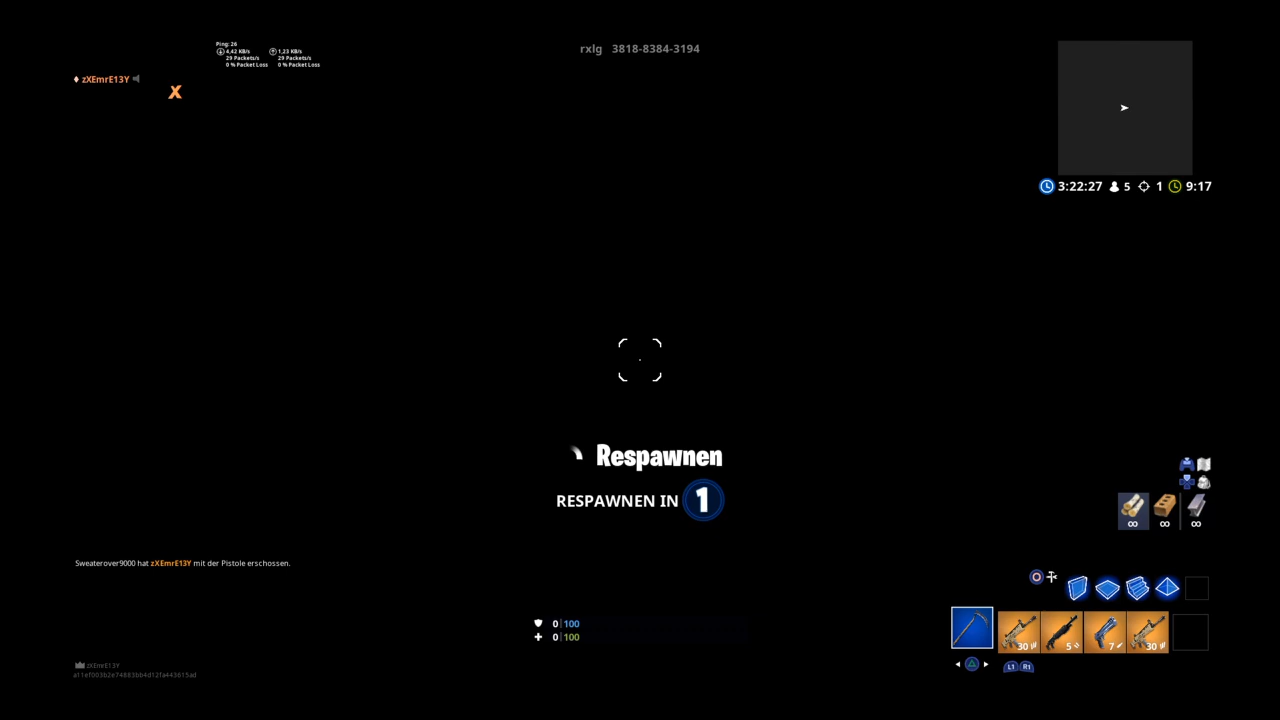 Ping: 26
4,42 KB/s 1,23 KB/s
29 Packets/s 29 Packets/s
0 % Packet Loss 0 % Packet Loss
rxlg 3818-8384-3194
zXEmrE13Y
X
3:22:27 5 1 9:17
Respawnen
RESPAWNEN IN 1
∞ ∞ ∞
Sweaterover9000 hat zXEmrE13Y mit der Pistole erschossen.
0|100
0|100
30 5 7 30
L1 R1
zXEmrE13Y
a11ef003b2e74883bb4d12fa443615ad